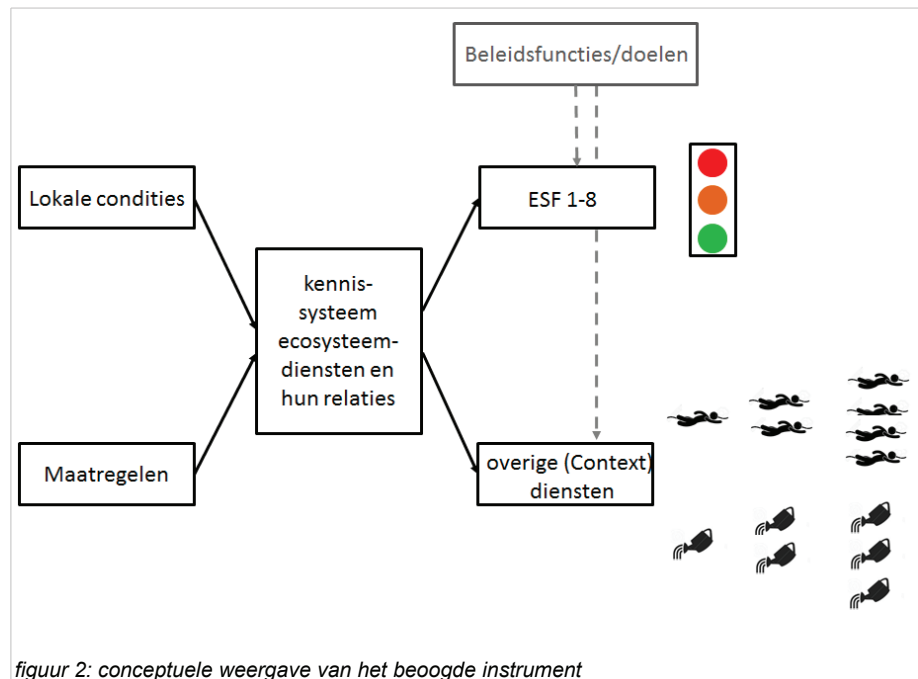 Beleidsfuncties/doelen
Lokale condities
ESF 1-8
kennis-
systeem
ecosysteem-
diensten en
hun relaties
Maatregelen
overige (Context)
diensten
figuur 2: conceptuele weergave van het beoogde instrument